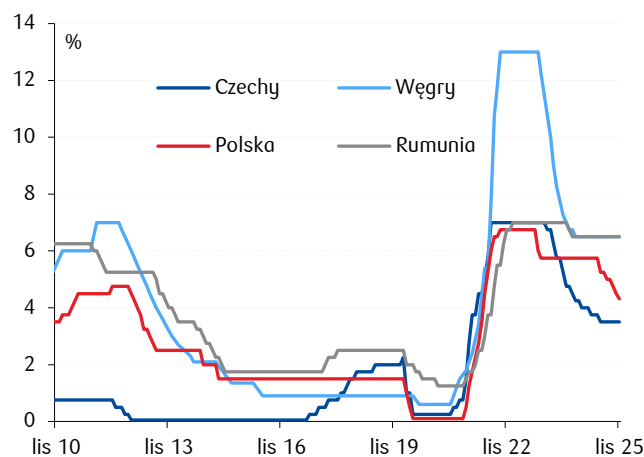 14
%
12
Czechy
Węgry
10
Polska
Rumunia
8
6
4
2
0
lis 10
lis 13
lis 16
lis 19
lis 22
lis 25